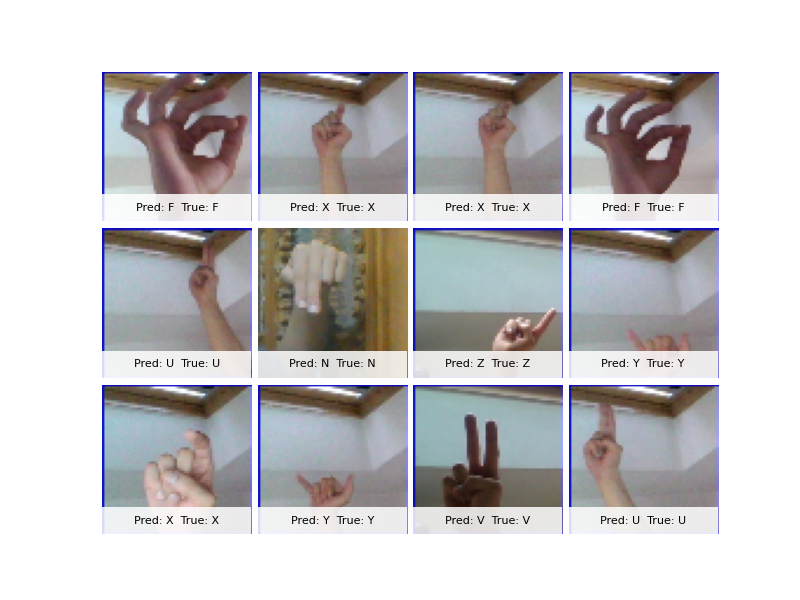 Pred: F  True: F
Pred: X  True: X
Pred: X  True: X
Pred: F  True: F
Pred: U  True: U
Pred: N  True: N
Pred: Z  True: Z
Pred: Y  True: Y
Pred: X  True: X
Pred: Y  True: Y
Pred: V  True: V
Pred: U  True: U